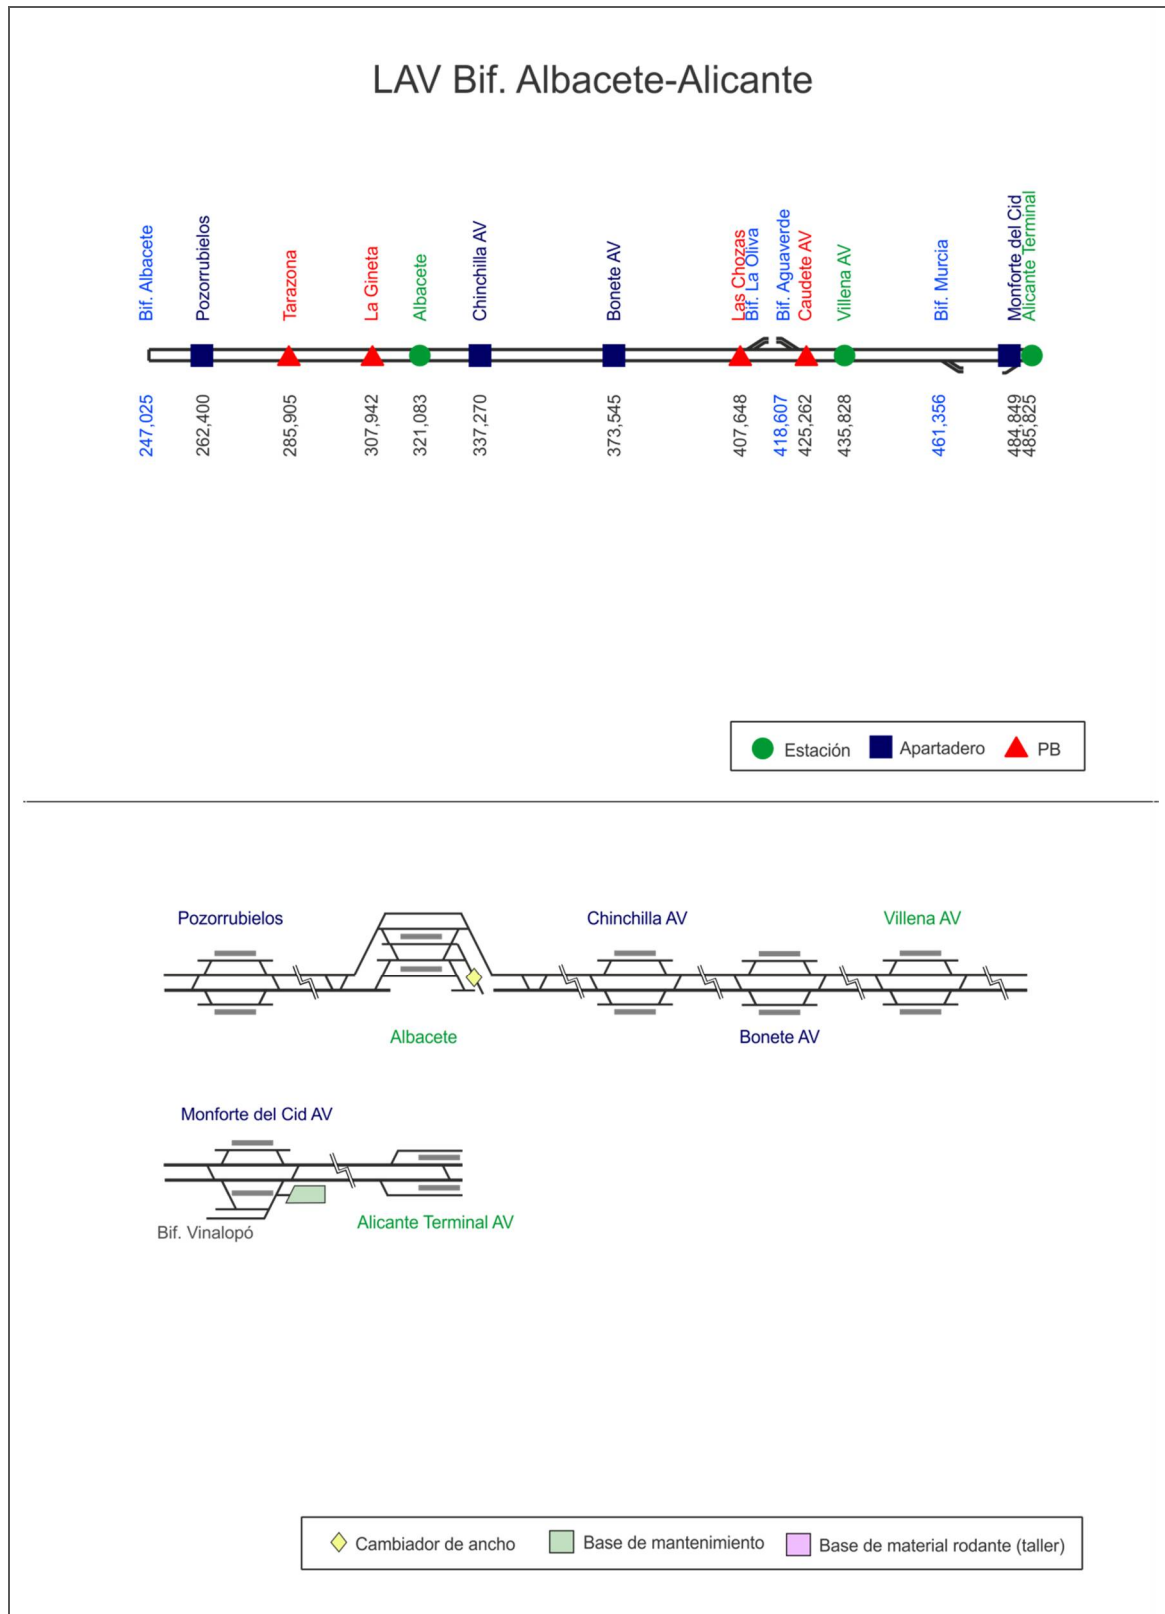 LAV Bif. Albacete-Alicante
Bif. Albacete
Pozorrubielos
Tarazona
La Gineta
Albacete
Chinchilla AV
Bonete AV
Las Chozas
Bif. La Oliva
Bif. Aguaverde
Caudete AV
Villena AV
Bif. Murcia
Monforte del Cid
Alicante Terminal
247,025
262,400
285,905
307,942
321,083
337,270
373,545
407,648
418,607
425,262
435,828
461,356
484,849
485,825
Estación
Apartadero
PB
Pozorrubielos
Chinchilla AV
Villena AV
Albacete
Bonete AV
Monforte del Cid AV
Bif. Vinalopó
Alicante Terminal AV
Cambiador de ancho
Base de mantenimiento
Base de material rodante (taller)